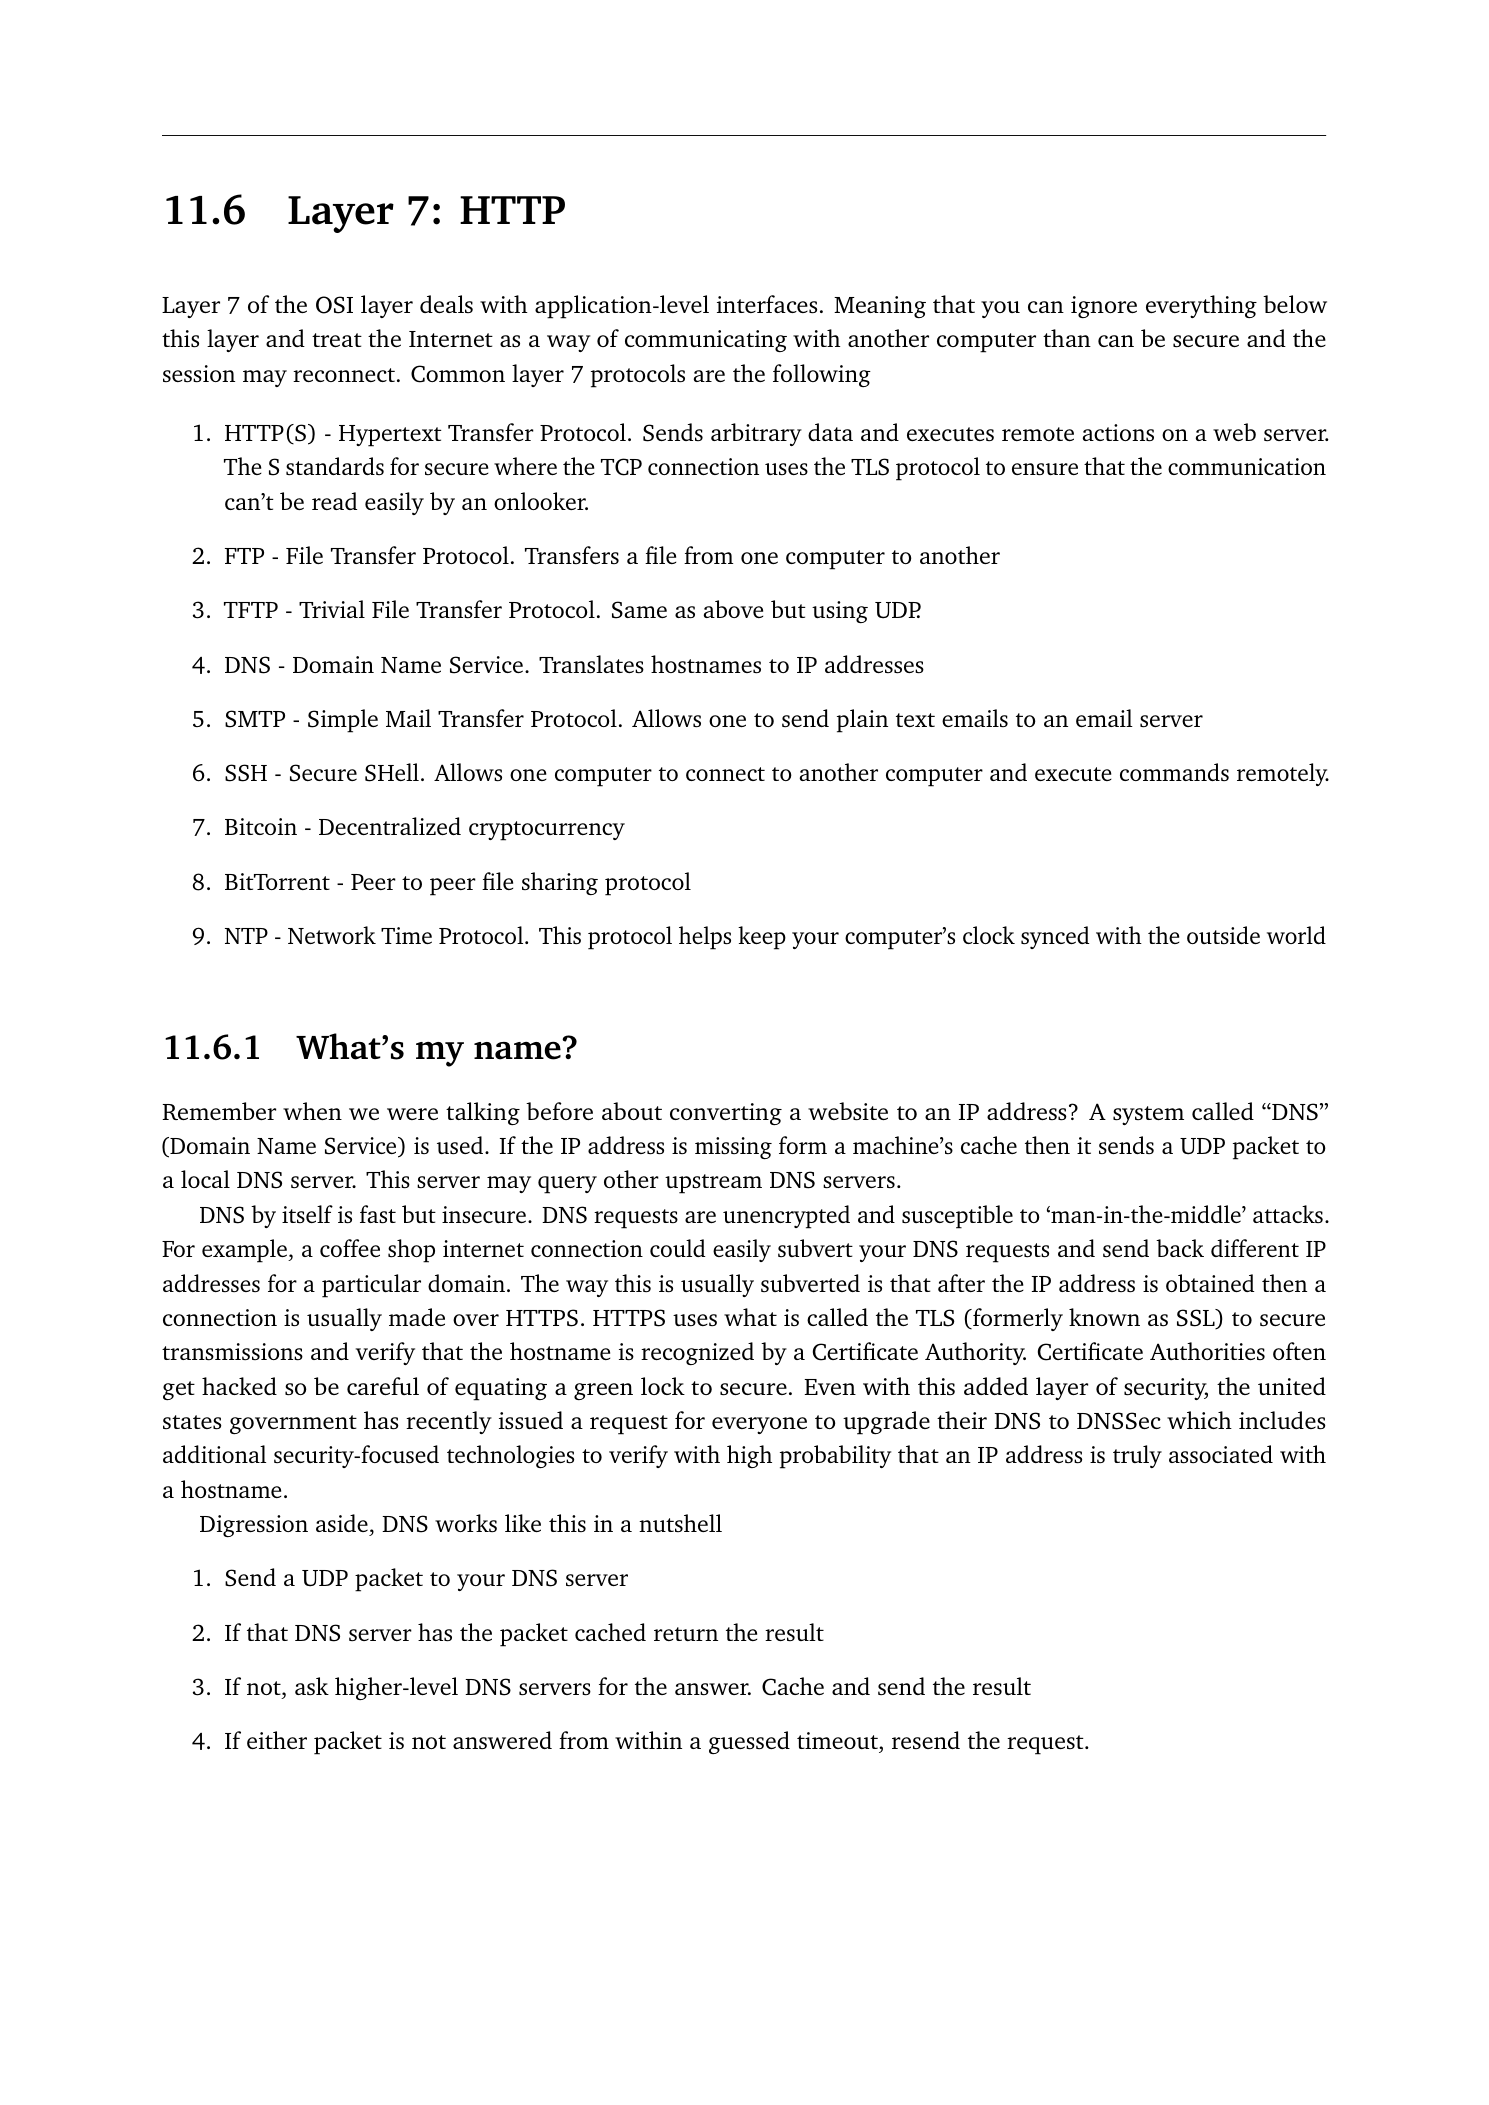 11.6 Layer 7: HTTP
Layer 7 of the OSI layer deals with application-level interfaces. Meaning that you can ignore everything below
this layer and treat the Internet as a way of communicating with another computer than can be secure and the
session may reconnect. Common layer 7 protocols are the following
1. HTTP(S) - Hypertext Transfer Protocol. Sends arbitrary data and executes remote actions on a web server.
The S standards for secure where the TCP connection uses the TLS protocol to ensure that the communication
can't be read easily by an onlooker.
2. FTP - File Transfer Protocol. Transfers a file from one computer to another
3. TFTP - Trivial File Transfer Protocol. Same as above but using UDP.
4. DNS - Domain Name Service. Translates hostnames to IP addresses
5. SMTP - Simple Mail Transfer Protocol. Allows one to send plain text emails to an email server
6. SSH - Secure SHell. Allows one computer to connect to another computer and execute commands remotely.
7. Bitcoin - Decentralized cryptocurrency
8. BitTorrent - Peer to peer file sharing protocol
9. NTP - Network Time Protocol. This protocol helps keep your computer's clock synced with the outside world
11.6.1 What's my name?
Remember when we were talking before about converting a website to an IP address? A system called “DNS”
(Domain Name Service) is used. If the IP address is missing form a machine's cache then it sends a UDP packet to
a local DNS server. This server may query other upstream DNS servers.
DNS by itself is fast but insecure. DNS requests are unencrypted and susceptible to ‘man-in-the-middle’ attacks.
For example, a coffee shop internet connection could easily subvert your DNS requests and send back different IP
addresses for a particular domain. The way this is usually subverted is that after the IP address is obtained then a
connection is usually made over HTTPS. HTTPS uses what is called the TLS (formerly known as SSL) to secure
transmissions and verify that the hostname is recognized by a Certificate Authority. Certificate Authorities often
get hacked so be careful of equating a green lock to secure. Even with this added layer of security, the united
states government has recently issued a request for everyone to upgrade their DNS to DNSSec which includes
additional security-focused technologies to verify with high probability that an IP address is truly associated with
a hostname.
Digression aside, DNS works like this in a nutshell
1. Send a UDP packet to your DNS server
2. If that DNS server has the packet cached return the result
3. If not, ask higher-level DNS servers for the answer. Cache and send the result
4. If either packet is not answered from within a guessed timeout, resend the request.